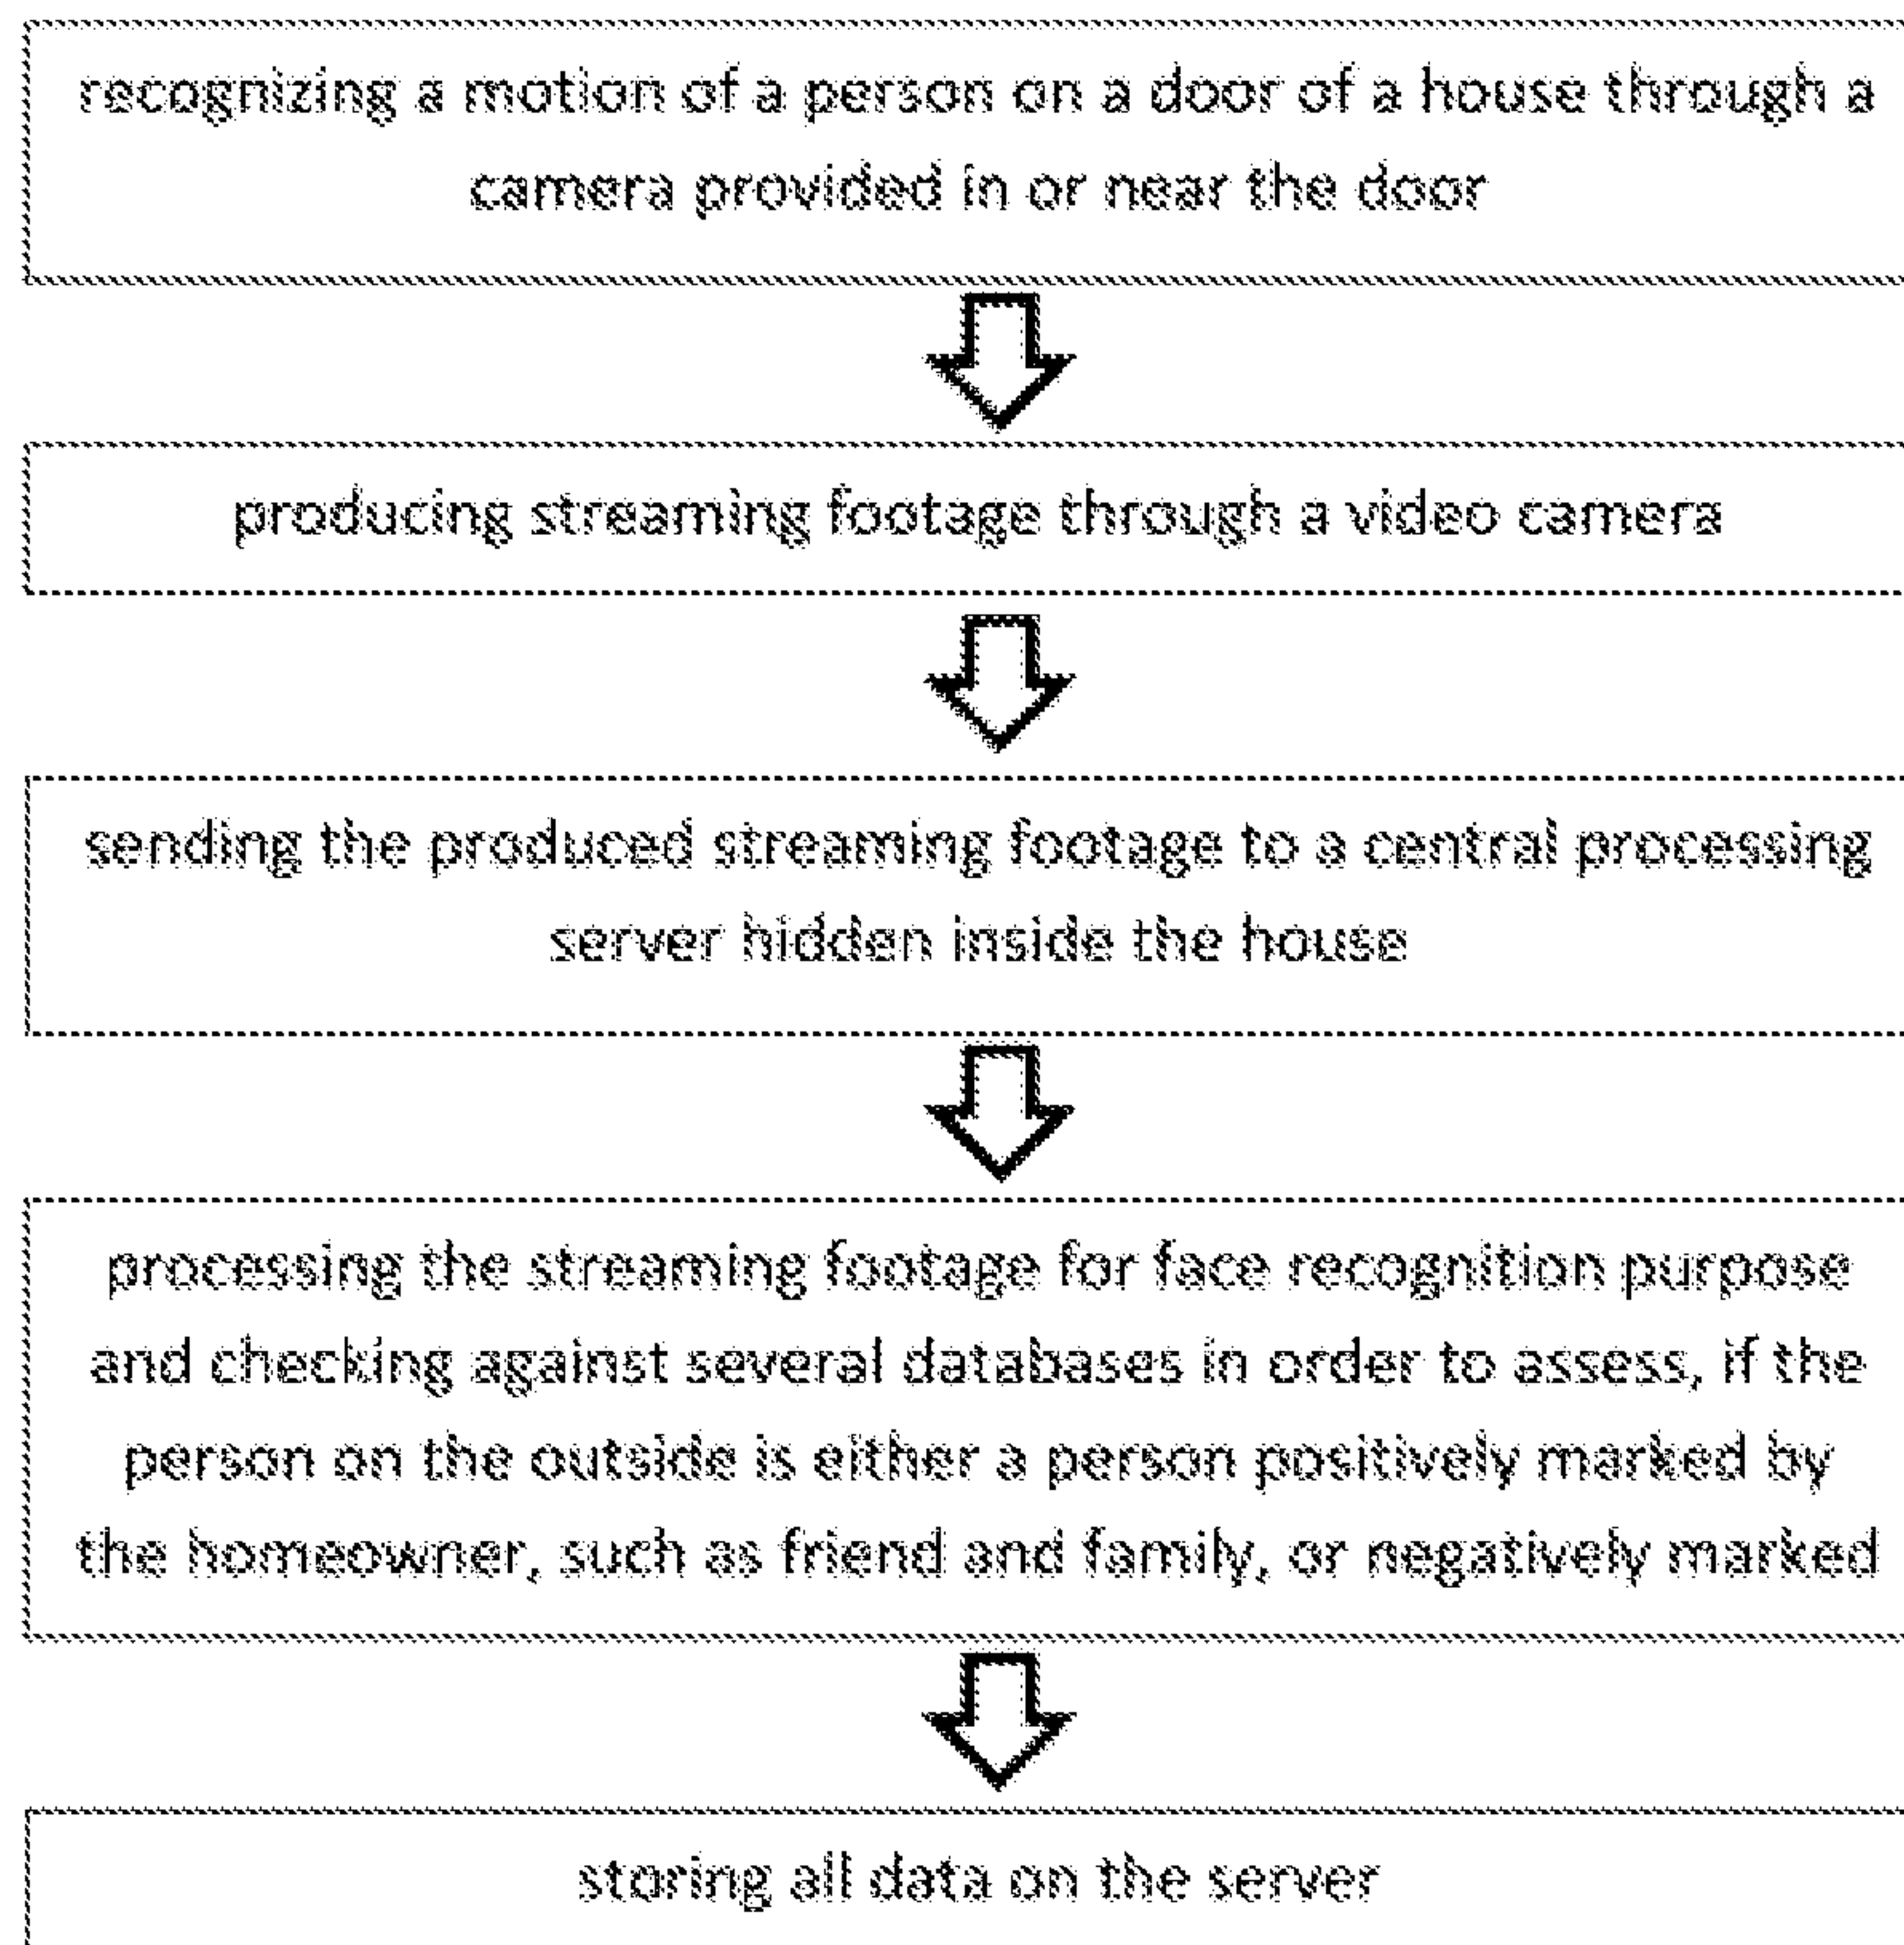 recognizing a motion of a person on a door of a house through a
camera provided in or near the door
producing streaming footage through a video camera
sending the produced streaming footage to a central processing
server hidden inside the house
processing the streaming footage for face recognition purpose
and checking against several databases in order to assess, if the
person on the outside is either a person positively marked by
the homeowner, such as friend and family, or negatively marked
storing all data on the server